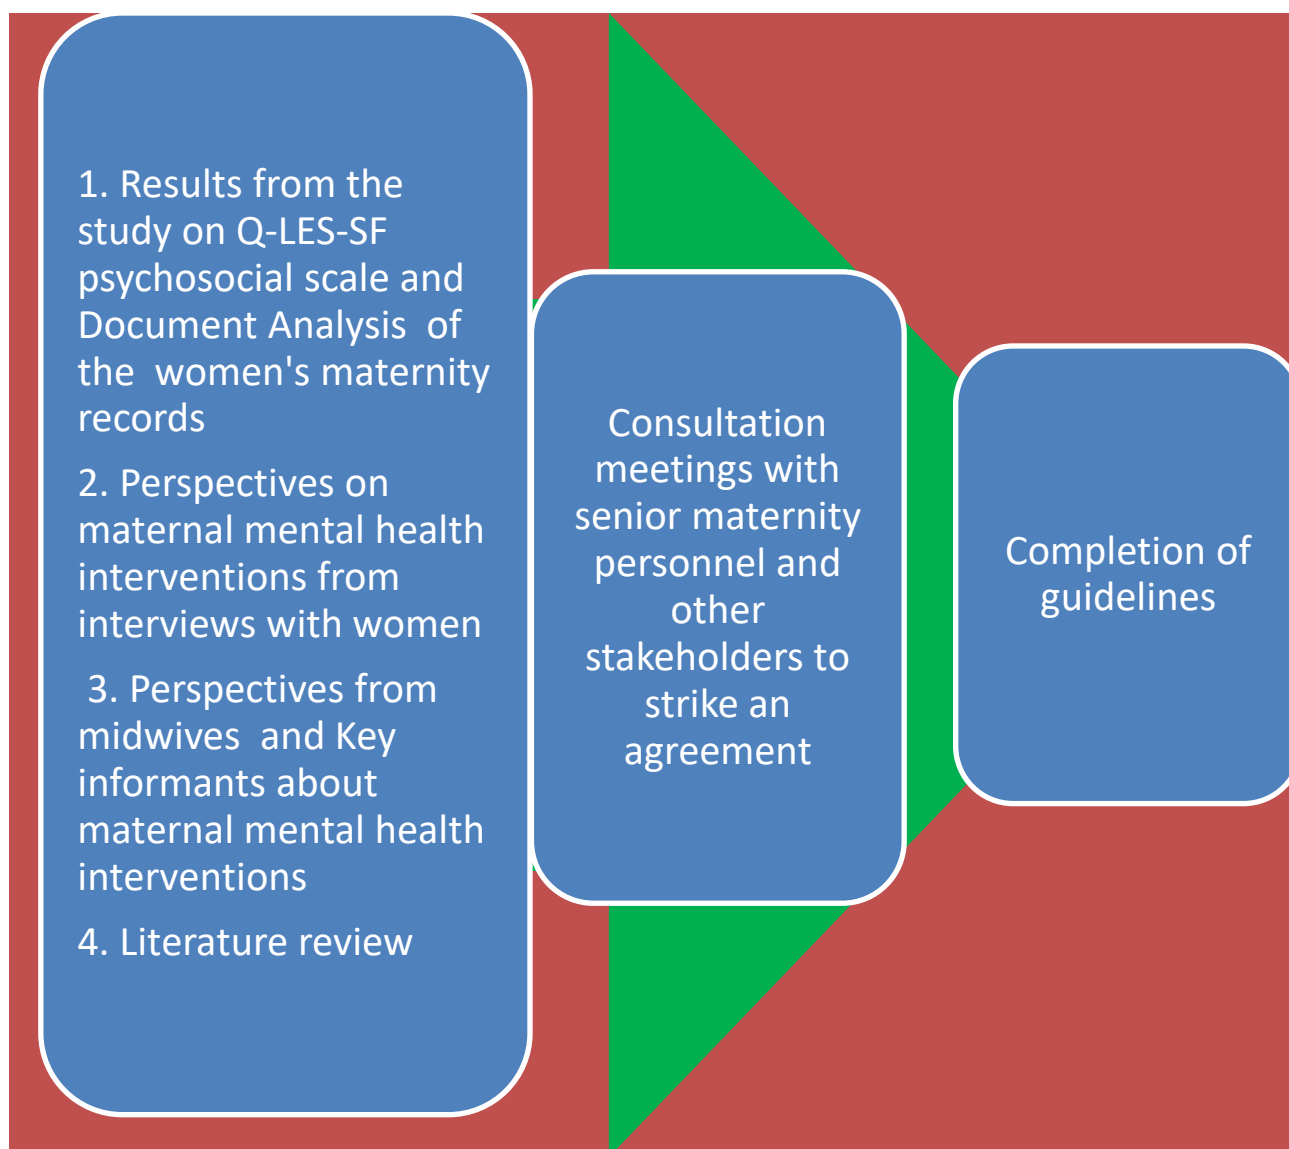 1. Results from the
study on Q-LES-SF
psychosocial scale and
Document Analysis  of
the  women's maternity
records
2. Perspectives on
maternal mental health
interventions from
interviews with women
3. Perspectives from
midwives  and Key
informants about
maternal mental health
interventions
4. Literature review
Consultation
meetings with
senior maternity
personnel and
other
stakeholders to
strike an
agreement
Completion of
guidelines